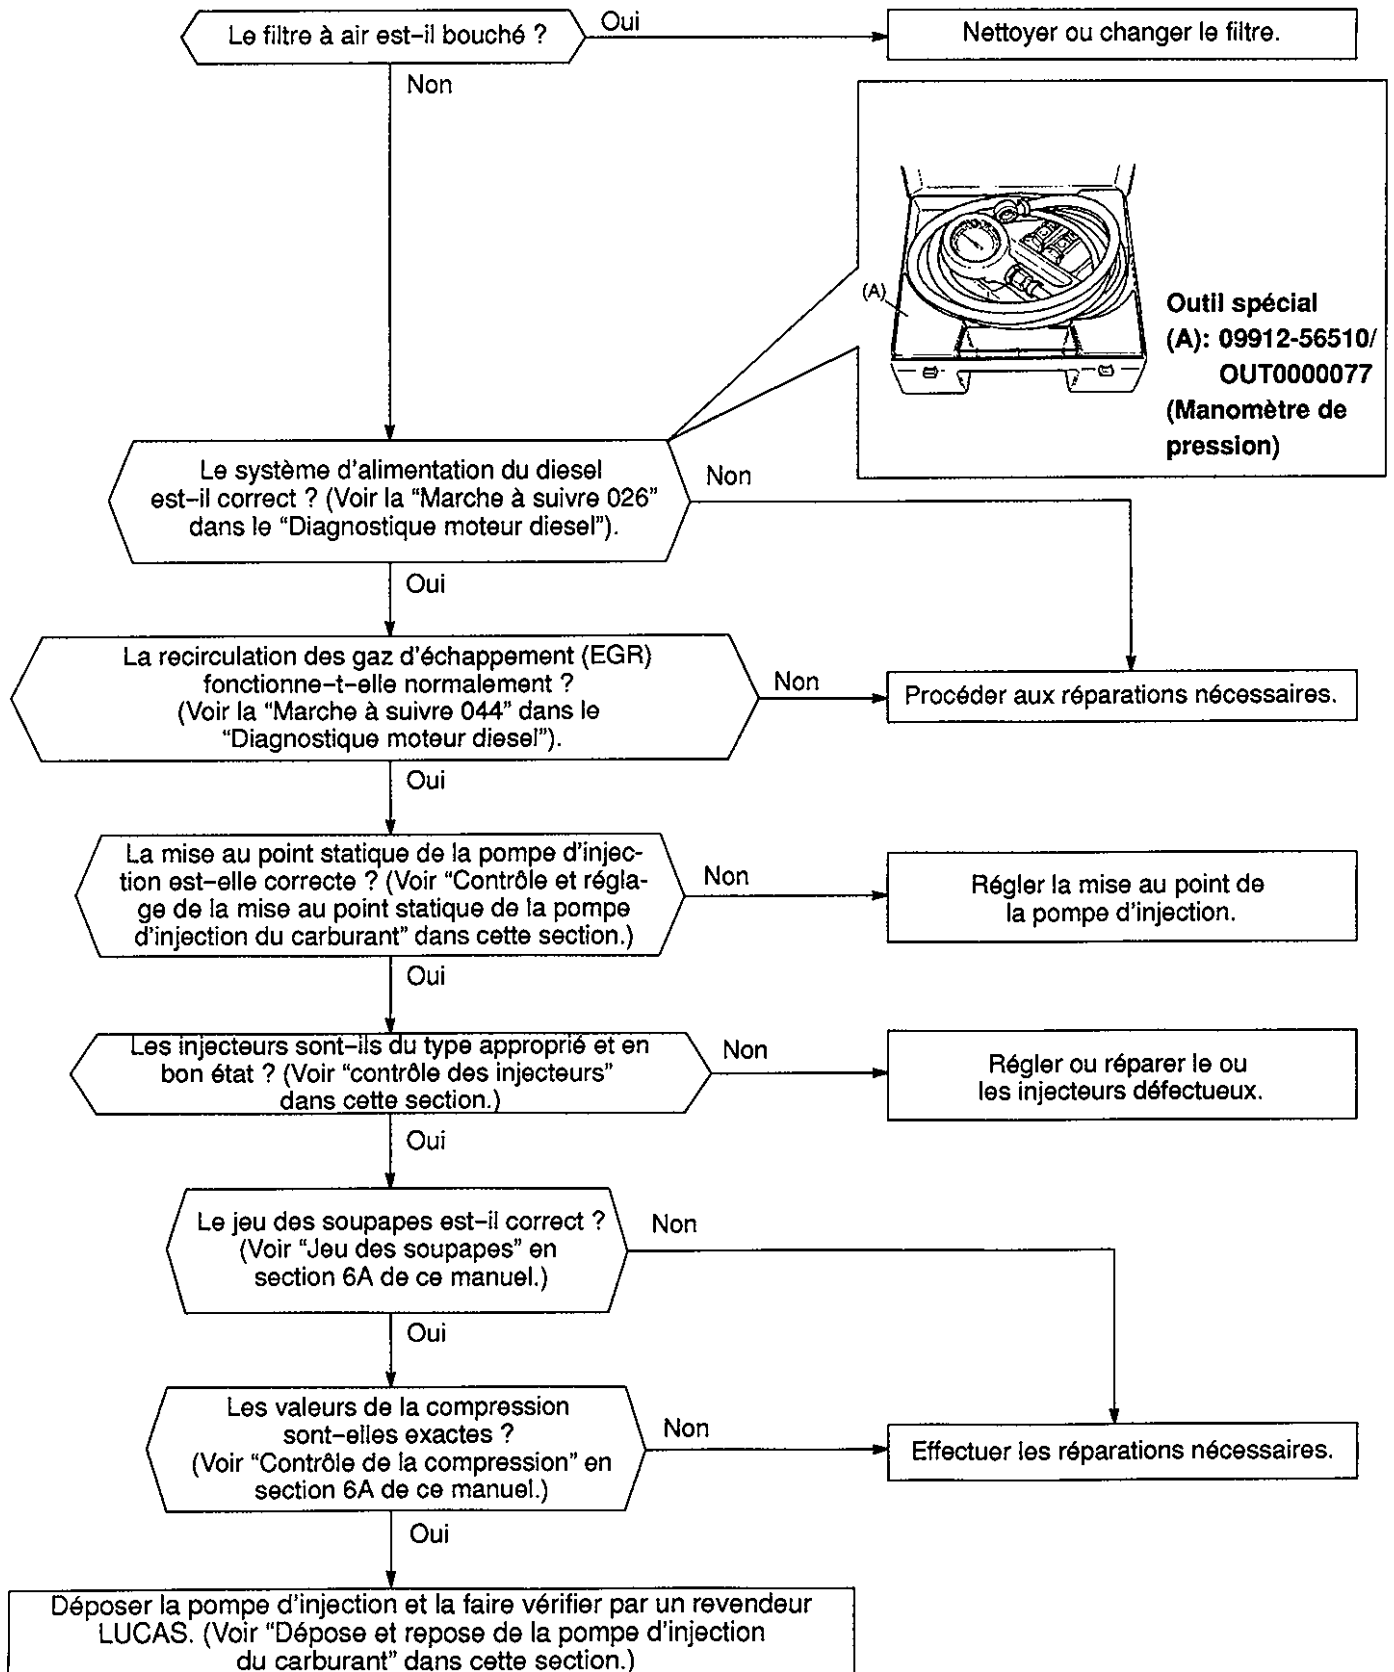 Le filtre à air est-il bouché ?
Oui
Nettoyer ou changer le filtre.
Non
(A)
Outil spécial
(A): 09912-56510/
OUT0000077
(Manomètre de
pression)
Le système d'alimentation du diesel
est-il correct ? (Voir la “Marche à suivre 026”
dans le “Diagnostique moteur diesel”).
Non
Oui
La recirculation des gaz d'échappement (EGR)
fonctionne-t-elle normalement ?
(Voir la “Marche à suivre 044” dans le
“Diagnostique moteur diesel”).
Non
Procéder aux réparations nécessaires.
Oui
La mise au point statique de la pompe d'injec-
tion est-elle correcte ? (Voir “Contrôle et régla-
ge de la mise au point statique de la pompe
d'injection du carburant” dans cette section.)
Non
Régler la mise au point de
la pompe d'injection.
Oui
Les injecteurs sont-ils du type approprié et en
bon état ? (Voir “contrôle des injecteurs”
dans cette section.)
Non
Régler ou réparer le ou
les injecteurs défectueux.
Oui
Le jeu des soupapes est-il correct ?
(Voir “Jeu des soupapes” en
section 6A de ce manuel.)
Non
Oui
Les valeurs de la compression
sont-elles exactes ?
(Voir “Contrôle de la compression” en
section 6A de ce manuel.)
Non
Effectuer les réparations nécessaires.
Oui
Déposer la pompe d'injection et la faire vérifier par un revendeur
LUCAS. (Voir “Dépose et repose de la pompe d'injection
du carburant” dans cette section.)